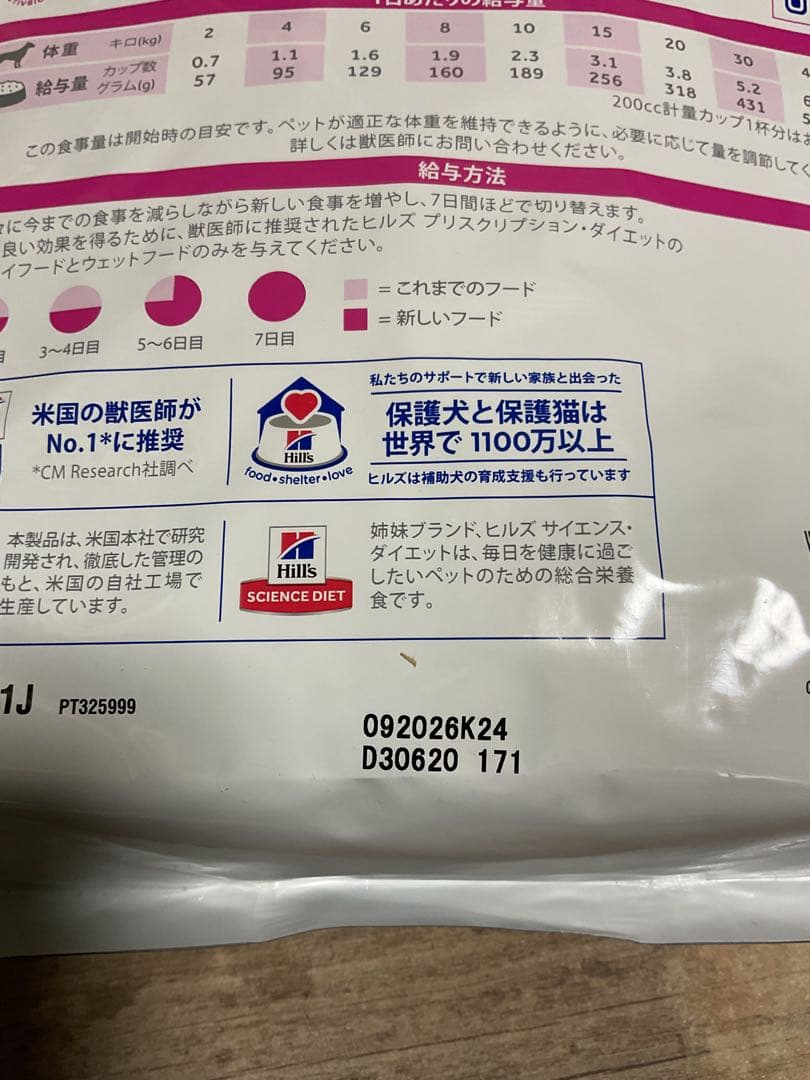 1日あたりの給与量
体重 キロ(kg) 2 4 6 8 10 15 20 30
給与量 カップ数 0.7 1.1 1.6 1.9 2.3 3.1 3.8 5.2
グラム(g) 57 95 129 160 189 256 318 431
200cc計量カップ1杯分は
この食事量は開始時の目安です。ペットが適正な体重を維持できるように、必要に応じて量を調節して
詳しくは獣医師にお問い合わせください。
給与方法
に今までの食事を減らしながら新しい食事を増やし、7日間ほどで切り替えます。
良い効果を得るために、獣医師に推奨されたヒルズ プリスクリプション・ダイエットの
イフードとウェットフードのみを与えてください。
= これまでのフード
= 新しいフード
3〜4日目 5〜6日目 7日目
米国の獣医師が
No.1*に推奨
*CM Research社調べ
Hill's
food•shelter•love
私たちのサポートで新しい家族と出会った
保護犬と保護猫は
世界で 1100万以上
ヒルズは補助犬の育成支援も行っています
本製品は、米国本社で研究
開発され、徹底した管理の
もと、米国の自社工場で
生産しています。
Hill's
SCIENCE DIET
姉妹ブランド、ヒルズ サイエンス・
ダイエットは、毎日を健康に過ご
したいペットのための総合栄養
食です。
1J PT325999
092026K24
D30620 171